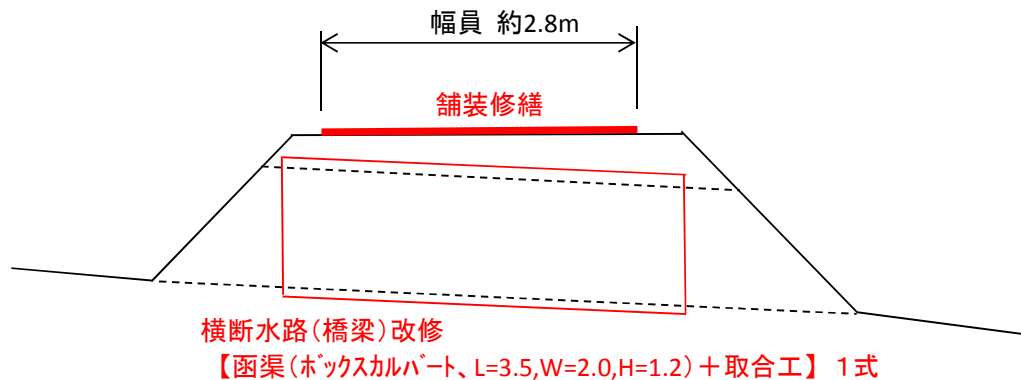 幅員 約2.8m
舗装修繕
横断水路(橋梁)改修
【函渠(ﾎﾞｯｸｽｶﾙﾊﾞｰﾄ、L=3.5,W=2.0,H=1.2)＋取合工】 1式